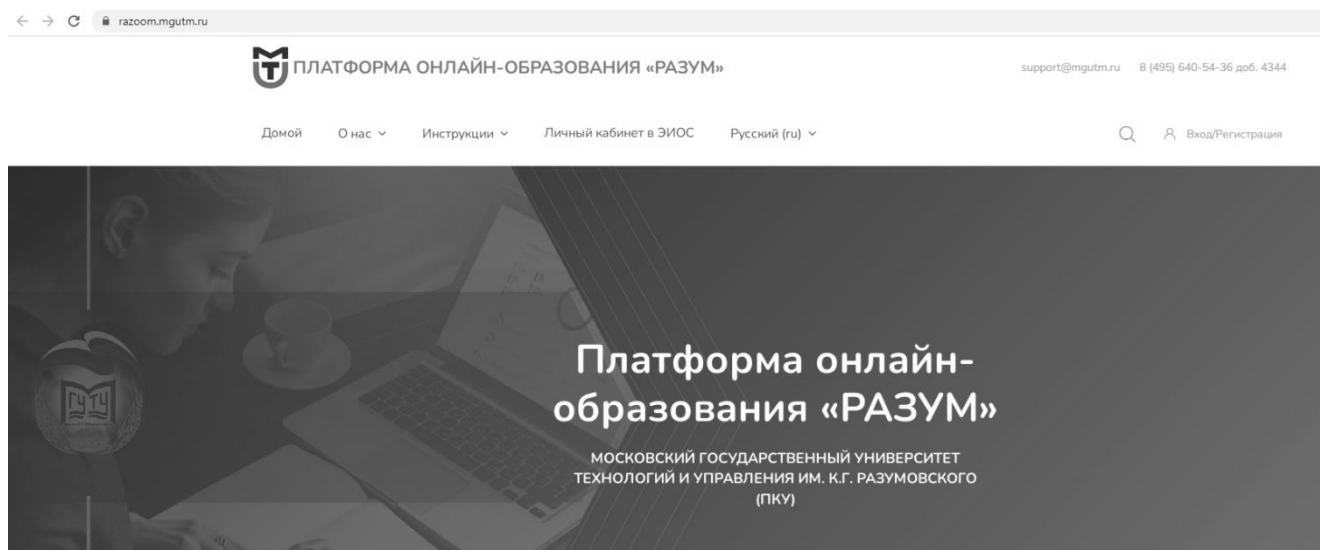 razoom.mgutm.ru
ПЛАТФОРМА ОНЛАЙН-ОБРАЗОВАНИЯ «РАЗУМ»
support@mgutm.ru 8 (495) 640-54-36 доб. 4344
Домой О нас Инструкции Личный кабинет в ЭИОС Русский (ru) Вход/Регистрация
Платформа онлайн-
образования «РАЗУМ»
МОСКОВСКИЙ ГОСУДАРСТВЕННЫЙ УНИВЕРСИТЕТ
ТЕХНОЛОГИЙ И УПРАВЛЕНИЯ ИМ. К.Г. РАЗУМОВСКОГО
(ПКУ)